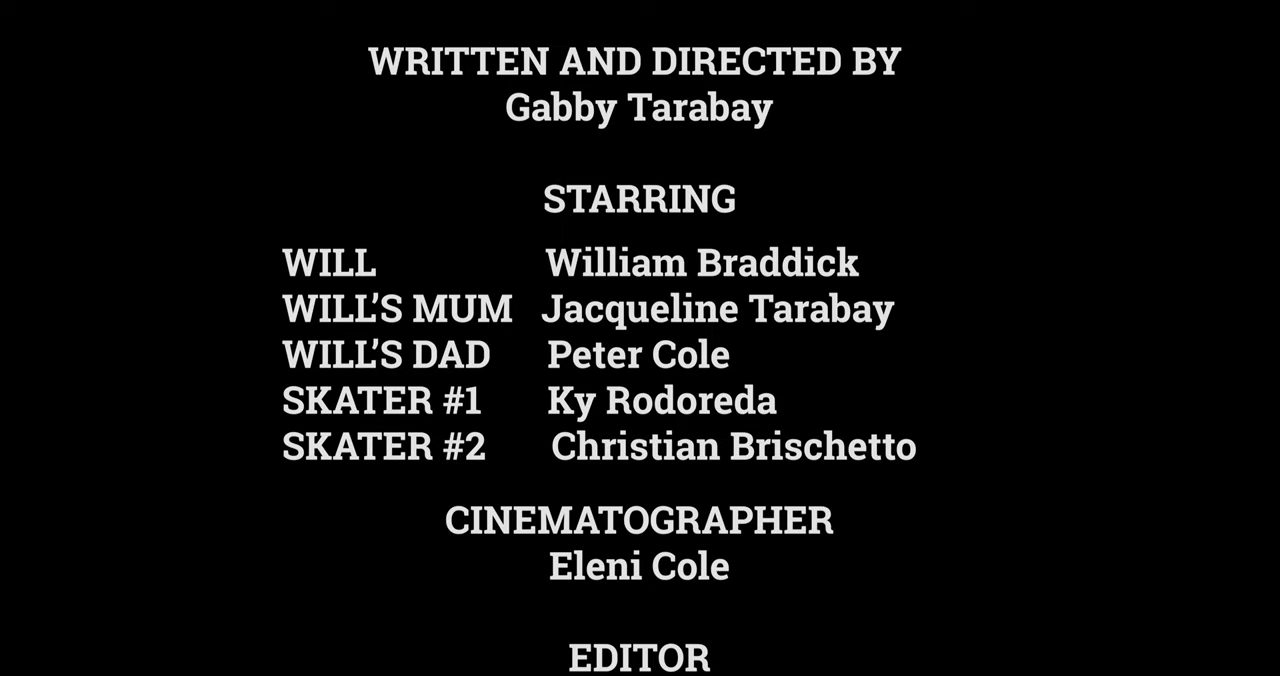 WRITTEN AND DIRECTED BY
Gabby Tarabay
STARRING
WILL William Braddick
WILL’S MUM Jacqueline Tarabay
WILL’S DAD Peter Cole
SKATER #1 Ky Rodoreda
SKATER #2 Christian Brischetto
CINEMATOGRAPHER
Eleni Cole
EDITOR